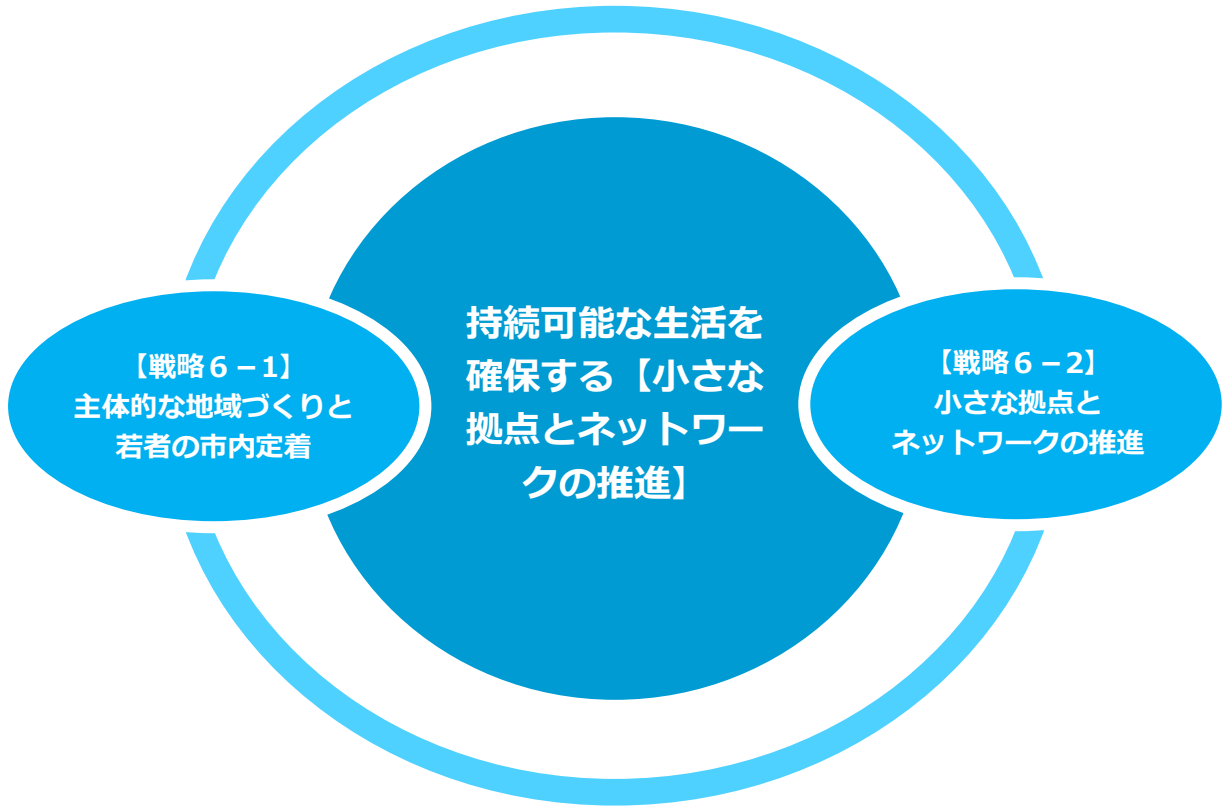 【戦略６－1】
主体的な地域づくりと
若者の市内定着
持続可能な生活を
確保する【小さな
拠点とネットワー
クの推進】
【戦略６－2】
小さな拠点と
ネットワークの推進